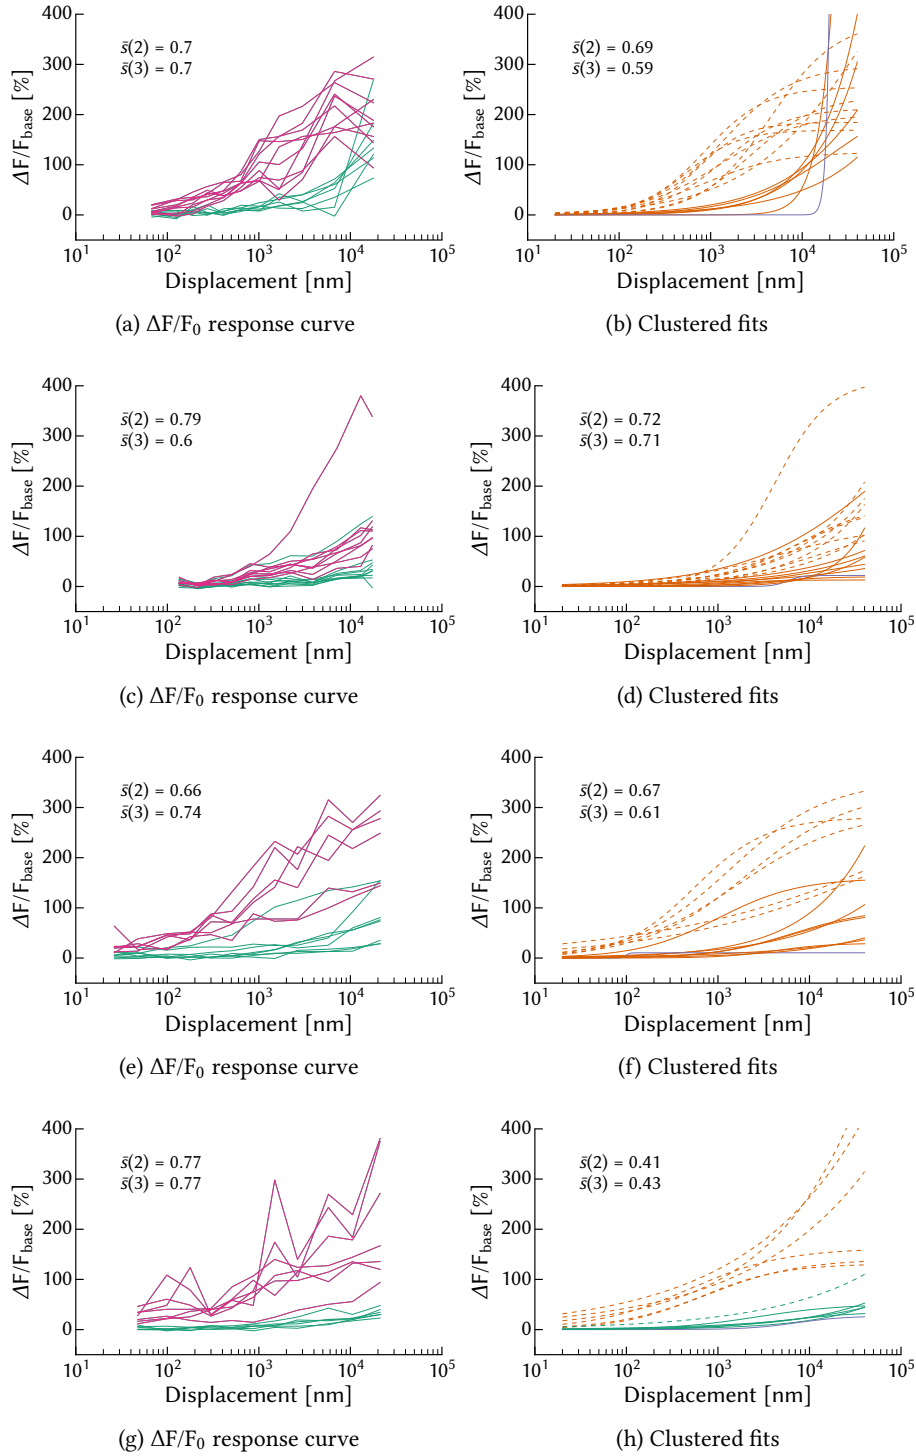 400
300
200
100
0
ΔF/F_base [%]
s̄(2) = 0.7
s̄(3) = 0.7
10^1 10^2 10^3 10^4 10^5
Displacement [nm]
(a) ΔF/F_0 response curve
400
300
200
100
0
ΔF/F_base [%]
s̄(2) = 0.69
s̄(3) = 0.59
10^1 10^2 10^3 10^4 10^5
Displacement [nm]
(b) Clustered fits
400
300
200
100
0
ΔF/F_base [%]
s̄(2) = 0.79
s̄(3) = 0.6
10^1 10^2 10^3 10^4 10^5
Displacement [nm]
(c) ΔF/F_0 response curve
400
300
200
100
0
ΔF/F_base [%]
s̄(2) = 0.72
s̄(3) = 0.71
10^1 10^2 10^3 10^4 10^5
Displacement [nm]
(d) Clustered fits
400
300
200
100
0
ΔF/F_base [%]
s̄(2) = 0.66
s̄(3) = 0.74
10^1 10^2 10^3 10^4 10^5
Displacement [nm]
(e) ΔF/F_0 response curve
400
300
200
100
0
ΔF/F_base [%]
s̄(2) = 0.67
s̄(3) = 0.61
10^1 10^2 10^3 10^4 10^5
Displacement [nm]
(f) Clustered fits
400
300
200
100
0
ΔF/F_base [%]
s̄(2) = 0.77
s̄(3) = 0.77
10^1 10^2 10^3 10^4 10^5
Displacement [nm]
(g) ΔF/F_0 response curve
400
300
200
100
0
ΔF/F_base [%]
s̄(2) = 0.41
s̄(3) = 0.43
10^1 10^2 10^3 10^4 10^5
Displacement [nm]
(h) Clustered fits